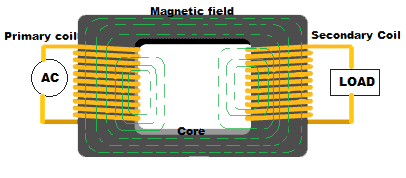 Magnetic field
Primary coil
Secondary Coil
AC
LOAD
Core